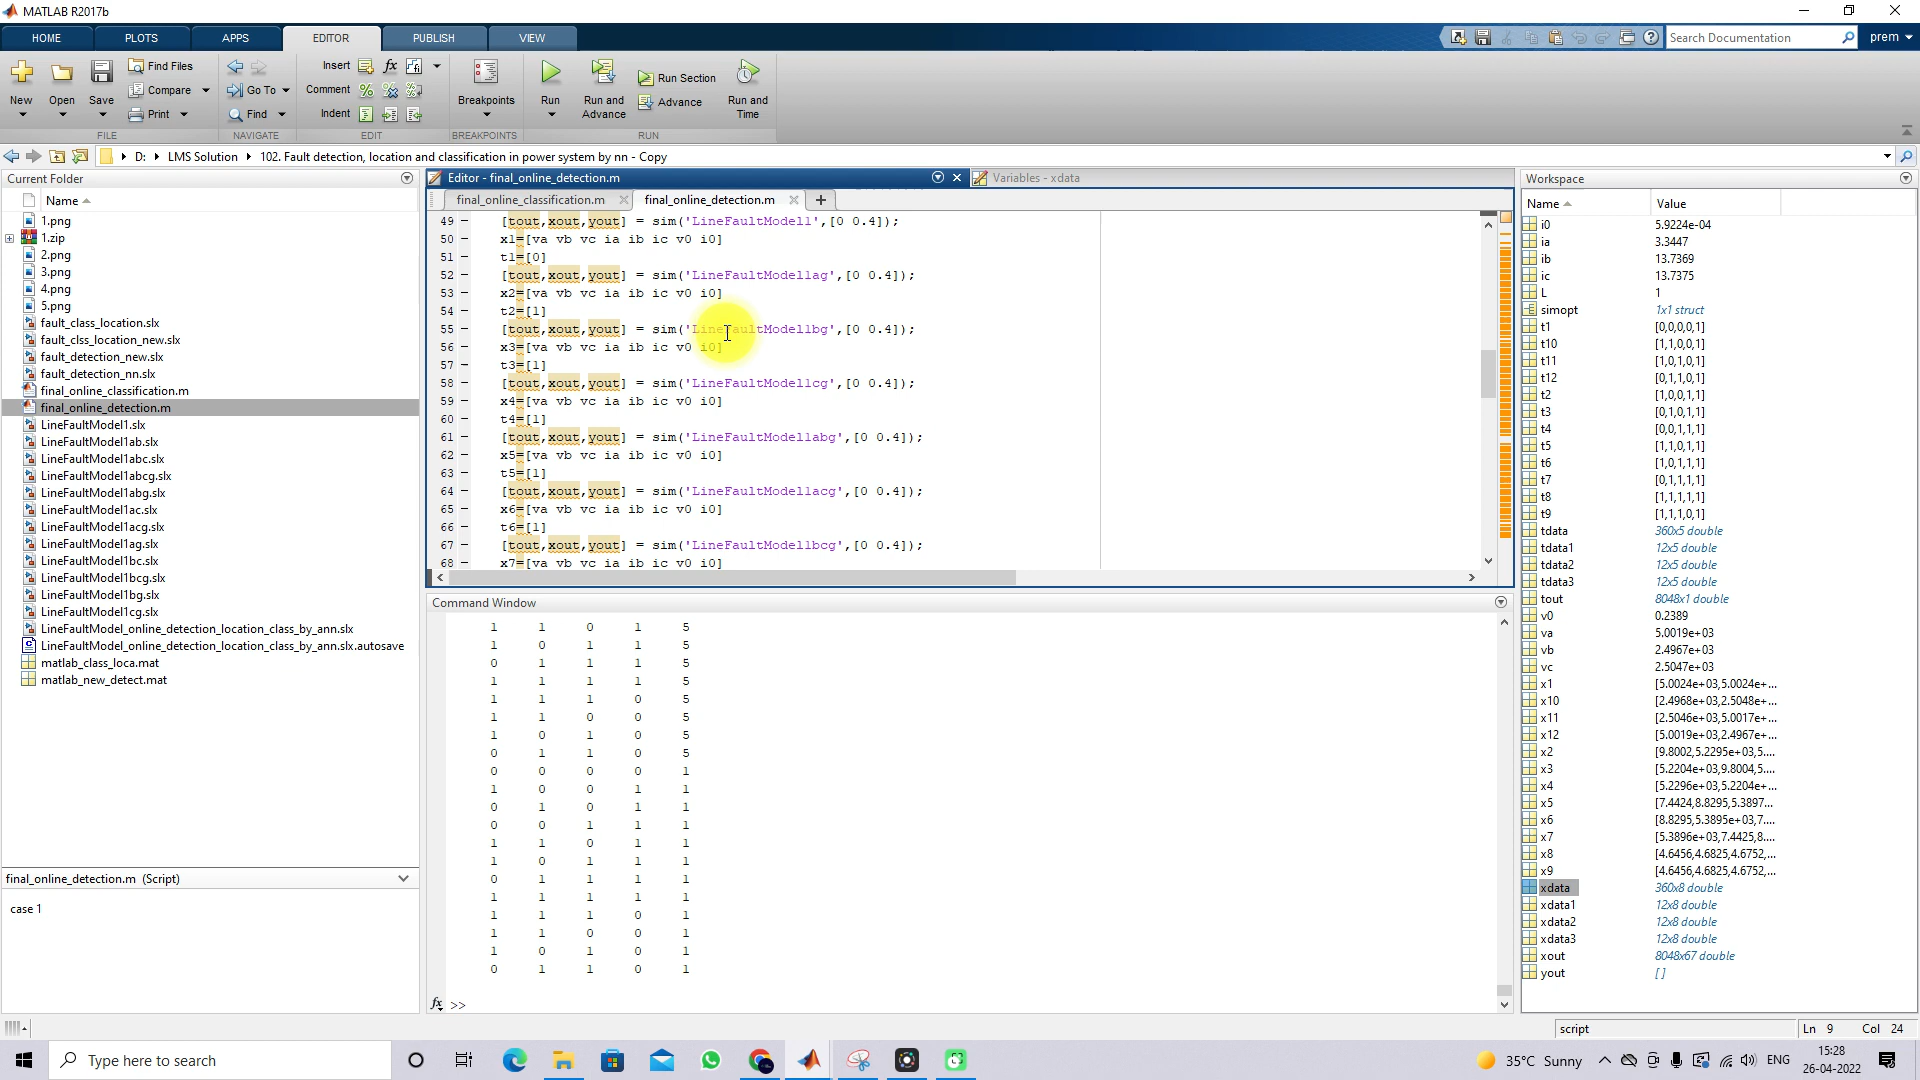 MATLAB R2017b
HOME PLOTS APPS EDITOR PUBLISH VIEW
Search Documentation prem
New Open Save
Find Files
Compare
Print
Go To
Find
Insert
Comment
Indent
Breakpoints
Run
Run and Advance
Run Section
Advance
Run and Time
FILE NAVIGATE EDIT BREAKPOINTS RUN
D: LMS Solution 102. Fault detection, location and classification in power system by nn - Copy
Current Folder
Name
1.png
1.zip
2.png
3.png
4.png
5.png
fault_class_location.slx
fault_clss_location_new.slx
fault_detection_new.slx
fault_detection_nn.slx
final_online_classification.m
final_online_detection.m
LineFaultModel1.slx
LineFaultModel1ab.slx
LineFaultModel1abc.slx
LineFaultModel1abcg.slx
LineFaultModel1abg.slx
LineFaultModel1ac.slx
LineFaultModel1acg.slx
LineFaultModel1ag.slx
LineFaultModel1bc.slx
LineFaultModel1bcg.slx
LineFaultModel1bg.slx
LineFaultModel1cg.slx
LineFaultModel_online_detection_location_class_by_ann.slx
LineFaultModel_online_detection_location_class_by_ann.slx.autosave
matlab_class_loca.mat
matlab_new_detect.mat
final_online_detection.m (Script)
case 1
Editor - final_online_detection.m
Variables - xdata
final_online_classification.m final_online_detection.m
49 - [tout,xout,yout] = sim('LineFaultModel1',[0 0.4]);
50 - x1=[va vb vc ia ib ic v0 i0]
51 - t1=[0]
52 - [tout,xout,yout] = sim('LineFaultModel1ag',[0 0.4]);
53 - x2=[va vb vc ia ib ic v0 i0]
54 - t2=[1]
55 - [tout,xout,yout] = sim('LineFaultModel1bg',[0 0.4]);
56 - x3=[va vb vc ia ib ic v0 i0]
57 - t3=[1]
58 - [tout,xout,yout] = sim('LineFaultModel1cg',[0 0.4]);
59 - x4=[va vb vc ia ib ic v0 i0]
60 - t4=[1]
61 - [tout,xout,yout] = sim('LineFaultModel1abg',[0 0.4]);
62 - x5=[va vb vc ia ib ic v0 i0]
63 - t5=[1]
64 - [tout,xout,yout] = sim('LineFaultModel1acg',[0 0.4]);
65 - x6=[va vb vc ia ib ic v0 i0]
66 - t6=[1]
67 - [tout,xout,yout] = sim('LineFaultModel1bcg',[0 0.4]);
68 - x7=[va vb vc ia ib ic v0 i0]
Command Window
1 1 0 1 5
1 0 1 1 5
0 1 1 1 5
1 1 1 1 5
1 1 1 0 5
1 1 0 0 5
1 0 1 0 5
0 1 1 0 5
0 0 0 0 1
1 0 0 1 1
0 1 0 1 1
0 0 1 1 1
1 1 0 1 1
1 0 1 1 1
0 1 1 1 1
1 1 1 1 1
1 1 1 0 1
1 1 0 0 1
1 0 1 0 1
0 1 1 0 1
fx >>
Workspace
Name Value
i0 5.9224e-04
ia 3.3447
ib 13.7369
ic 13.7375
L 1
simopt 1x1 struct
t1 [0,0,0,0,1]
t10 [1,1,0,0,1]
t11 [1,0,1,0,1]
t12 [0,1,1,0,1]
t2 [1,0,0,1,1]
t3 [0,1,0,1,1]
t4 [0,0,1,1,1]
t5 [1,1,0,1,1]
t6 [1,0,1,1,1]
t7 [0,1,1,1,1]
t8 [1,1,1,1,1]
t9 [1,1,1,0,1]
tdata 360x5 double
tdata1 12x5 double
tdata2 12x5 double
tdata3 12x5 double
tout 8048x1 double
v0 0.2389
va 5.0019e+03
vb 2.4967e+03
vc 2.5047e+03
x1 [5.0024e+03,5.0024e+...
x10 [2.4968e+03,2.5048e+...
x11 [2.5046e+03,5.0017e+...
x12 [5.0019e+03,2.4967e+...
x2 [9.8002,5.2295e+03,5....
x3 [5.2204e+03,9.8004,5....
x4 [5.2296e+03,5.2204e+...
x5 [7.4424,8.8295,5.3897...
x6 [8.8295,5.3895e+03,7....
x7 [5.3896e+03,7.4425,8....
x8 [4.6456,4.6825,4.6752,...
x9 [4.6456,4.6825,4.6752,...
xdata 360x8 double
xdata1 12x8 double
xdata2 12x8 double
xdata3 12x8 double
xout 8048x67 double
yout []
script Ln 9 Col 24
Type here to search
35°C Sunny ENG 15:28
26-04-2022